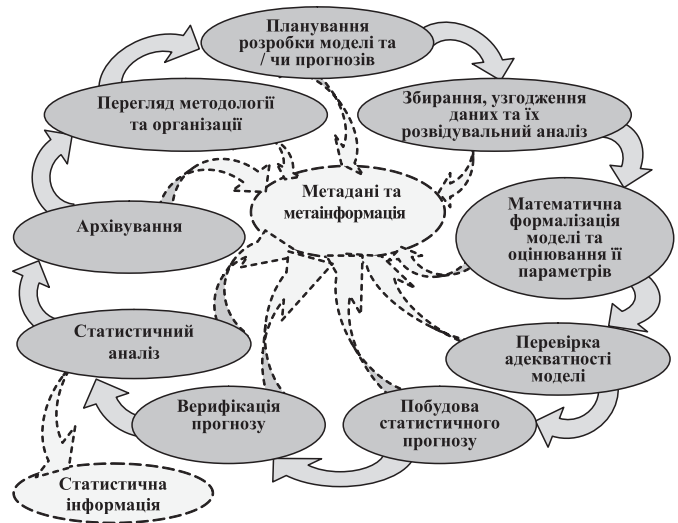 Планування
розробки моделі та
/ чи прогнозів
Збирання, узгодження
даних та їх
розвідувальний аналіз
Математична
формалізація
моделі та
оцінювання її
параметрів
Перевірка
адекватності
моделі
Побудова
статистичного
прогнозу
Верифікація
прогнозу
Статистичний
аналіз
Архівування
Перегляд методології
та організації
Метадані та
метаінформація
Статистична
інформація